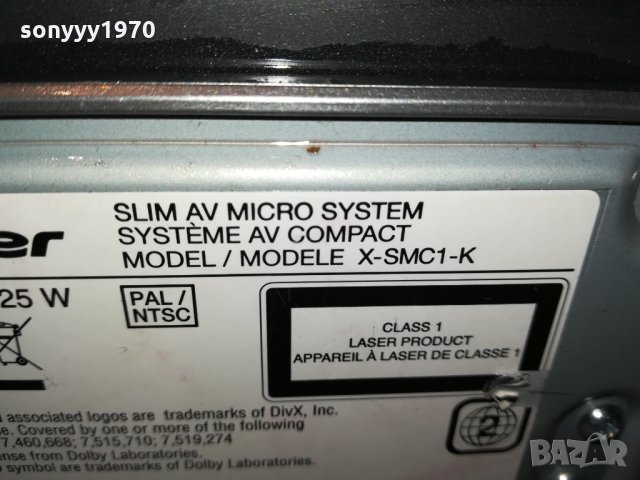 sonyyy1970
SLIM AV MICRO SYSTEM
SYSTÈME AV COMPACT
MODEL / MODELE X-SMC1-K
er
25 W
PAL /
NTSC
CLASS 1
LASER PRODUCT
APPAREIL À LASER DE CLASSE 1
associated logos are trademarks of DivX, Inc.
se. Covered by one or more of the following
7,460,668; 7,515,710; 7,519,274
ense from Dolby Laboratories.
symbol are trademarks of Dolby Laboratories.
2
BAZAR